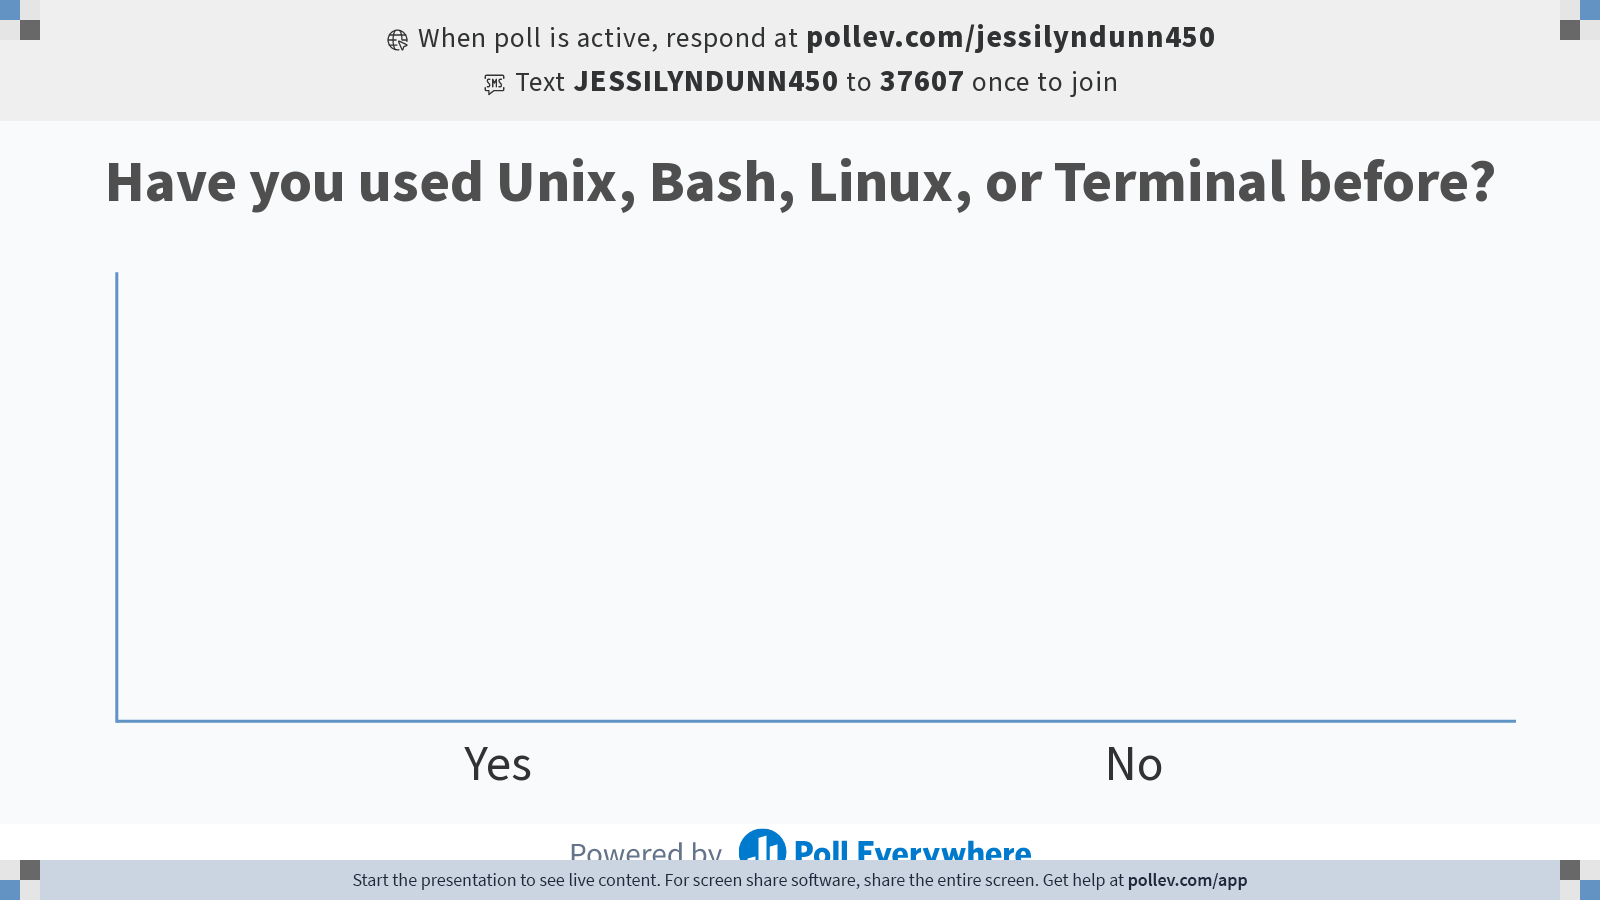 When poll is active, respond at pollev.com/jessilyndunn450
SMS Text JESSILYNDUNN450 to 37607 once to join
Have you used Unix, Bash, Linux, or Terminal before?
Yes
No
Powered by Poll Everywhere
Start the presentation to see live content. For screen share software, share the entire screen. Get help at pollev.com/app